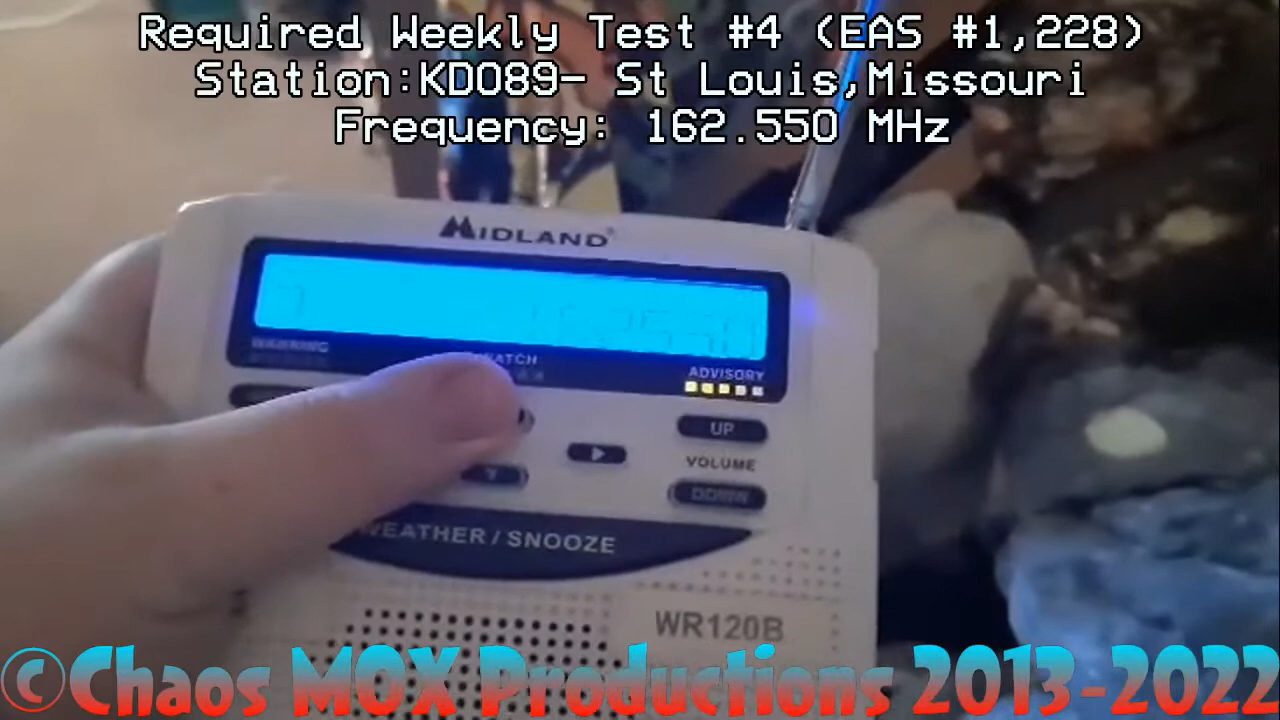 Required Weekly Test #4 (EAS #1,228)
Station:KDO89- St Louis,Missouri
Frequency: 162.550 MHz
MIDLAND
WARNING
ADVISORY
UP
VOLUME
DOWN
WEATHER / SNOOZE
WR120B
©Chaos MOX Productions 2013-2022